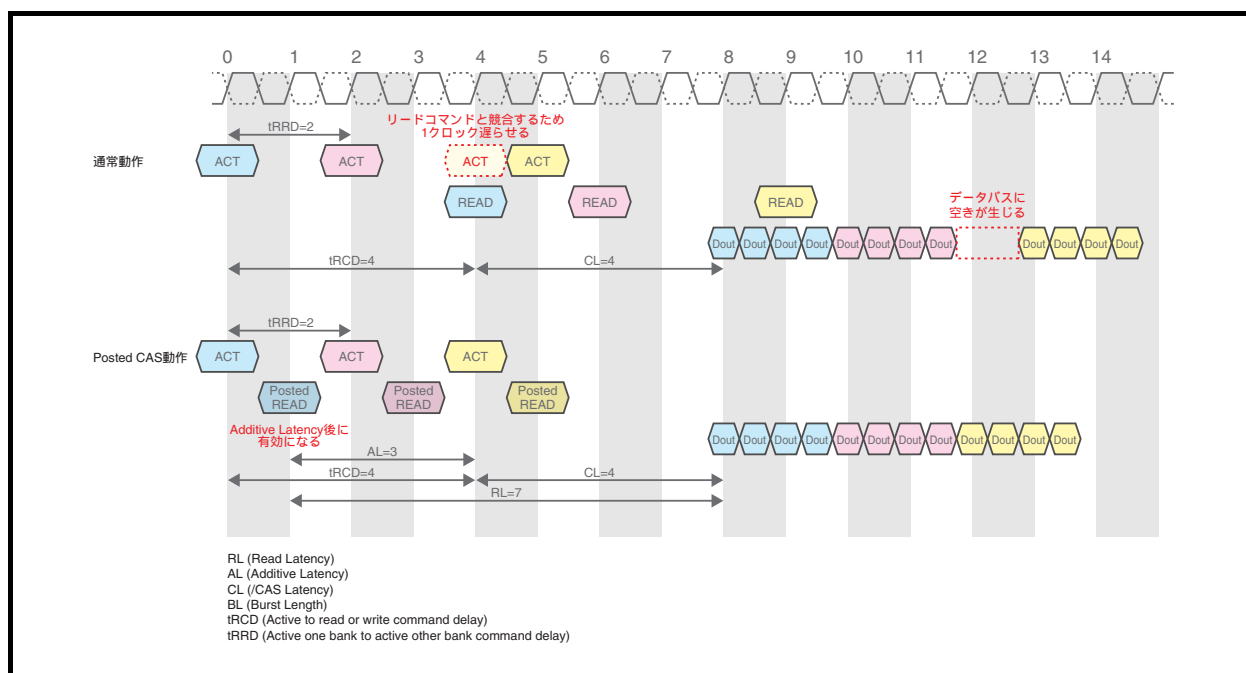 0 1 2 3 4 5 6 7 8 9 10 11 12 13 14
tRRD=2
リードコマンドと競合するため
1クロック遅らせる
通常動作
ACT ACT ACT ACT
READ READ READ
データバスに
空きが生じる
Dout Dout Dout Dout Dout Dout Dout Dout Dout Dout Dout Dout
tRCD=4 CL=4
tRRD=2
Posted CAS動作
ACT ACT ACT
Posted READ Posted READ Posted READ
Additive Latency後に
有効になる
Dout Dout Dout Dout Dout Dout Dout Dout Dout Dout Dout Dout
AL=3
tRCD=4 CL=4
RL=7
RL (Read Latency)
AL (Additive Latency)
CL (/CAS Latency)
BL (Burst Length)
tRCD (Active to read or write command delay)
tRRD (Active one bank to active other bank command delay)